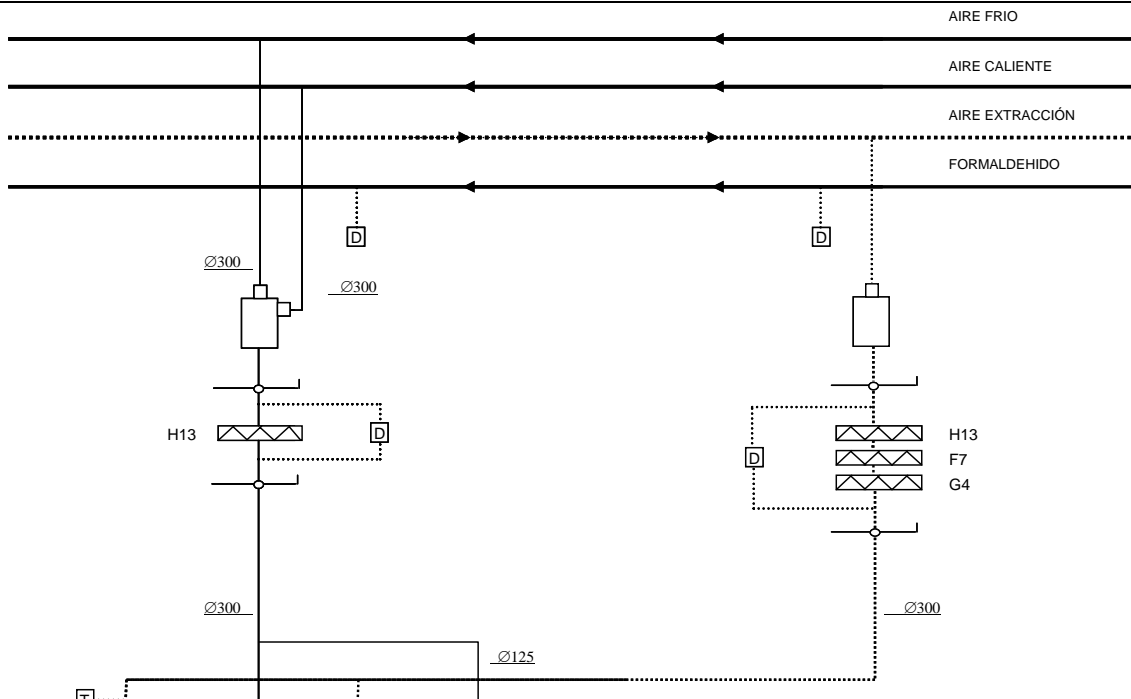 AIRE FRIO
AIRE CALIENTE
AIRE EXTRACCIÓN
FORMALDEHIDO
D
D
∅300
∅300
H13
D
H13
D
F7
G4
∅300
∅300
∅125
T